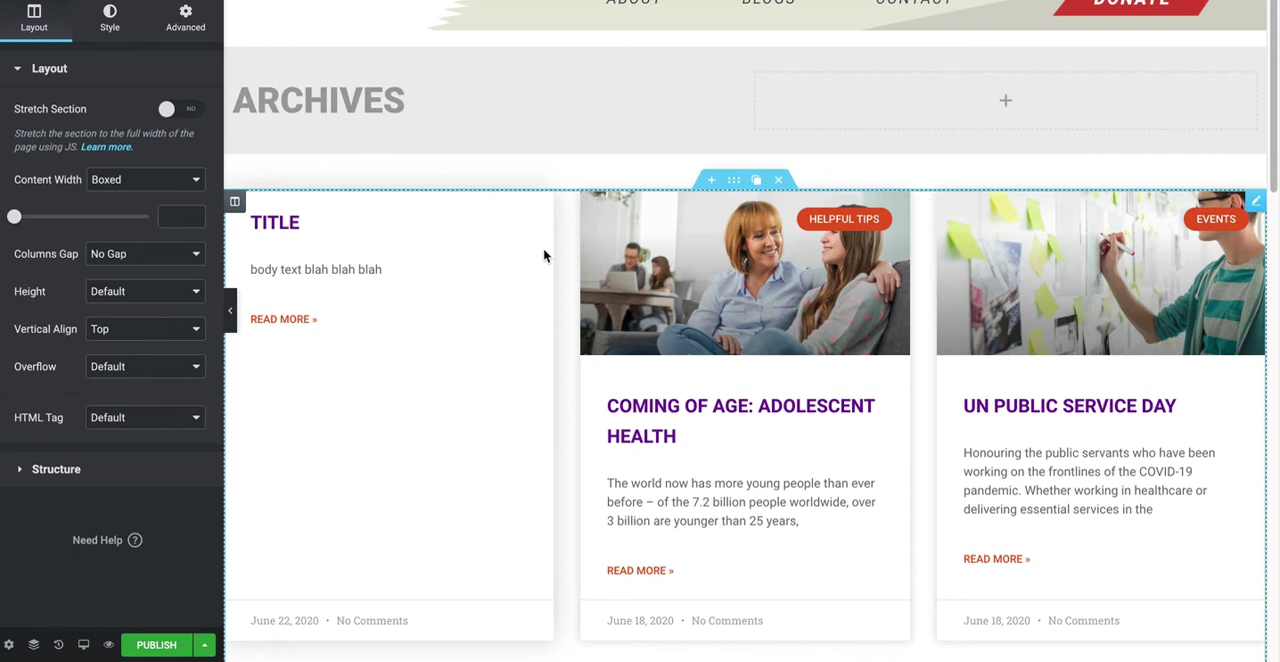 Layout
Style
Advanced
ABOUT
BLOGS
CONTACT
DONATE
Layout
Stretch Section
NO
Stretch the section to the full width of the
page using JS. Learn more.
Content Width
Boxed
Columns Gap
No Gap
Height
Default
Vertical Align
Top
Overflow
Default
HTML Tag
Default
Structure
Need Help ?
PUBLISH
ARCHIVES
TITLE
body text blah blah blah
READ MORE »
June 22, 2020 • No Comments
HELPFUL TIPS
COMING OF AGE: ADOLESCENT
HEALTH
The world now has more young people than ever
before – of the 7.2 billion people worldwide, over
3 billion are younger than 25 years,
READ MORE »
June 18, 2020 • No Comments
EVENTS
UN PUBLIC SERVICE DAY
Honouring the public servants who have been
working on the frontlines of the COVID-19
pandemic. Whether working in healthcare or
delivering essential services in the
READ MORE »
June 18, 2020 • No Comments